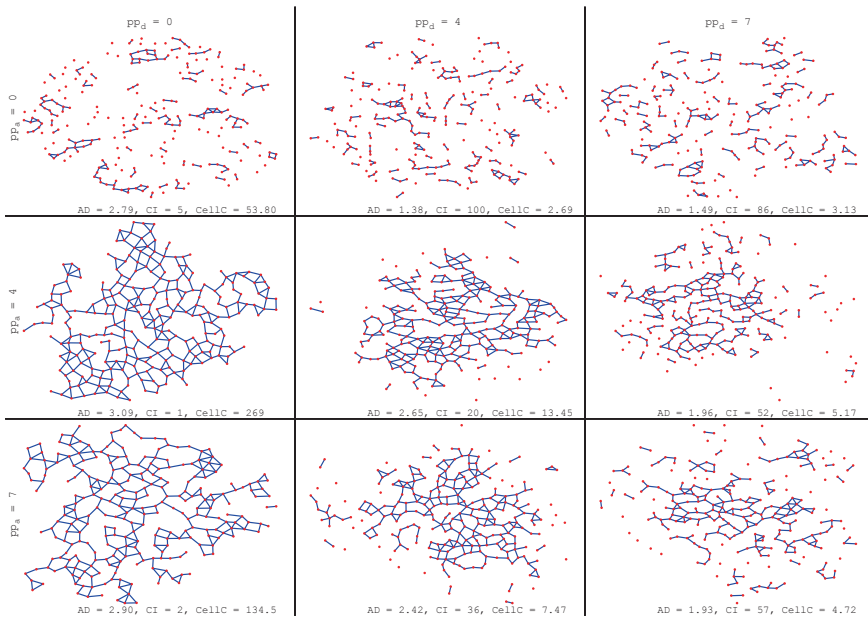 pp_d = 0
pp_d = 4
pp_d = 7
pp_a = 0
AD = 2.79, CI = 5, CellC = 53.80
AD = 1.38, CI = 100, CellC = 2.69
AD = 1.49, CI = 86, CellC = 3.13
pp_a = 4
AD = 3.09, CI = 1, CellC = 269
AD = 2.65, CI = 20, CellC = 13.45
AD = 1.96, CI = 52, CellC = 5.17
pp_a = 7
AD = 2.90, CI = 2, CellC = 134.5
AD = 2.42, CI = 36, CellC = 7.47
AD = 1.93, CI = 57, CellC = 4.72